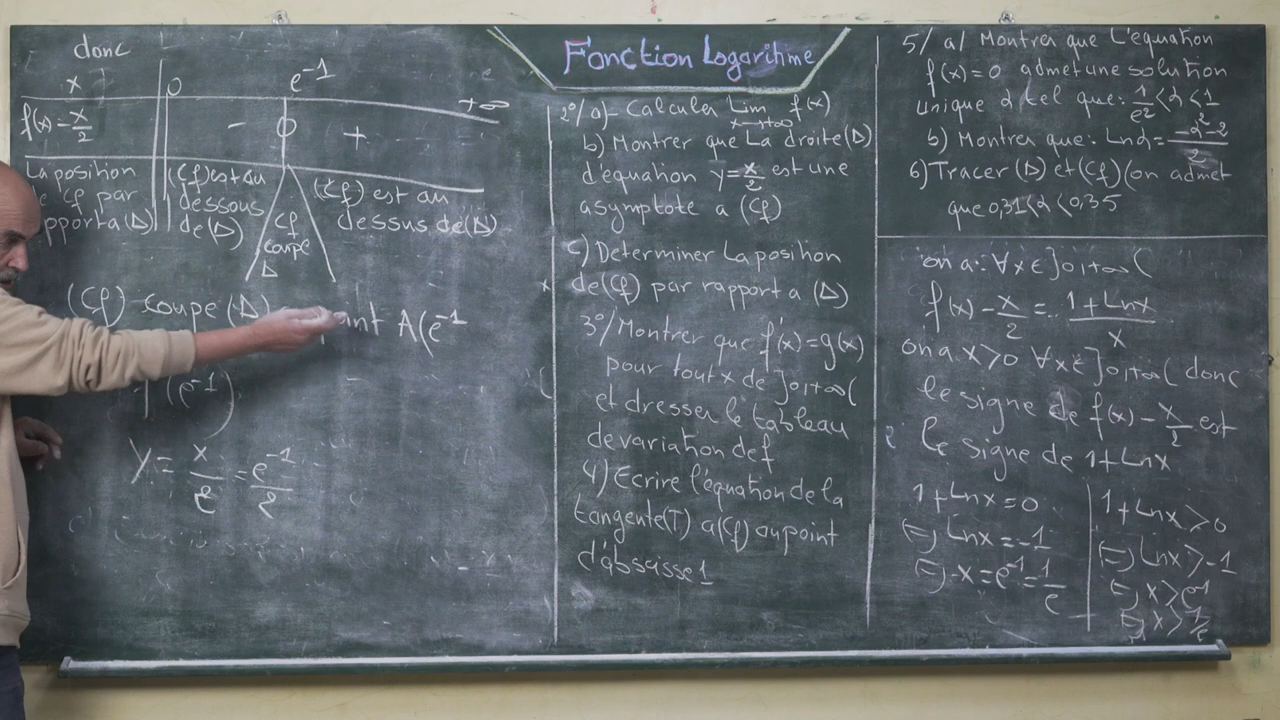 Fonction Logarithme
donc
x 0 e⁻¹ +∞
f(x) - x/2 - 0 +
La position de Cf par rapport a (Δ)
(Cf) est au dessous de (Δ)
Cf coupe Δ
(Cf) est au dessus de (Δ)
(Cf) coupe (Δ)
A(e⁻¹
(e⁻¹)
y = x/2 = e⁻¹/2
2°/ a)- Calculer Lim f(x)
x→+∞
b) Montrer que La droite (Δ)
d'équation y = x/2 est une
asymptote a (Cf)
c) Determiner La position
de (Cf) par rapport a (Δ)
3°/ Montrer que f'(x) = g(x)
pour tout x de ]0,+∞(
et dresser le tableau
de variation de f
4) Ecrire l'équation de la
tangente (T) a (Cf) au point
d'absaisse 1
5/ a/ Montrer que L'équation
f(x)=0 admet une solution
unique α tel que: 1/e² < α < 1
b) Montrer que: Ln α = (-α²-2)/2
6) Tracer (Δ) et (Cf) (on admet
que 0,31 < α < 0,35
on a: ∀x ∈ ]0,+∞(
f(x) - x/2 = (1+Lnx)/x
on a x>0 ∀x ∈ ]0,+∞( donc
le signe de f(x) - x/2 est
le signe de 1+Lnx
1+Lnx=0
⇔ Lnx=-1
⇔ x=e⁻¹=1/e
1+Lnx>0
⇔ Lnx>-1
⇔ x>e⁻¹
⇔ x>1/e